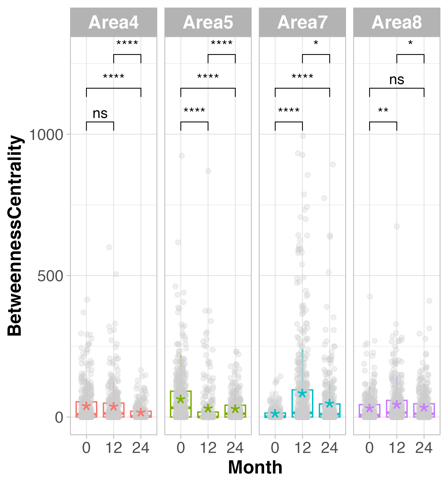 Area4 Area5 Area7 Area8
**** **** * *
**** **** **** ns
ns **** **** **
1000
500
0
BetweennessCentrality
0 12 24 0 12 24 0 12 24 0 12 24
Month